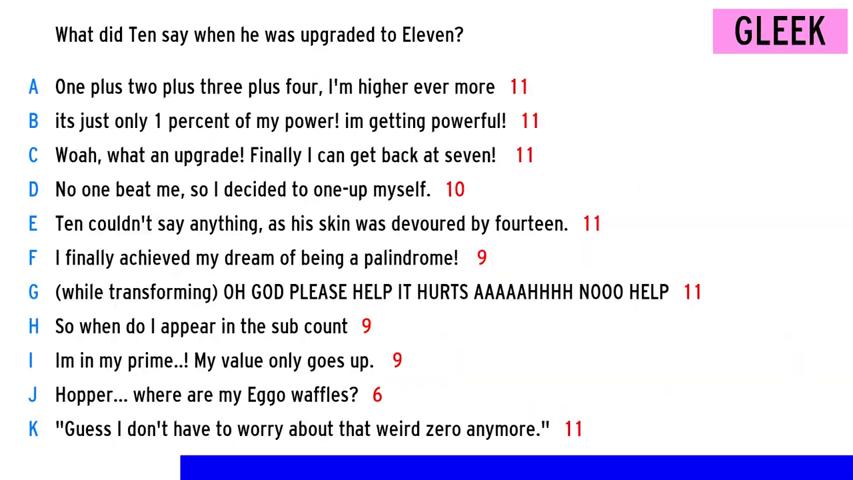 What did Ten say when he was upgraded to Eleven?
GLEEK
A One plus two plus three plus four, I'm higher ever more 11
B its just only 1 percent of my power! im getting powerful! 11
C Woah, what an upgrade! Finally I can get back at seven! 11
D No one beat me, so I decided to one-up myself. 10
E Ten couldn't say anything, as his skin was devoured by fourteen. 11
F I finally achieved my dream of being a palindrome! 9
G (while transforming) OH GOD PLEASE HELP IT HURTS AAAAAHHHH NOOO HELP 11
H So when do I appear in the sub count 9
I Im in my prime..! My value only goes up. 9
J Hopper... where are my Eggo waffles? 6
K "Guess I don't have to worry about that weird zero anymore." 11